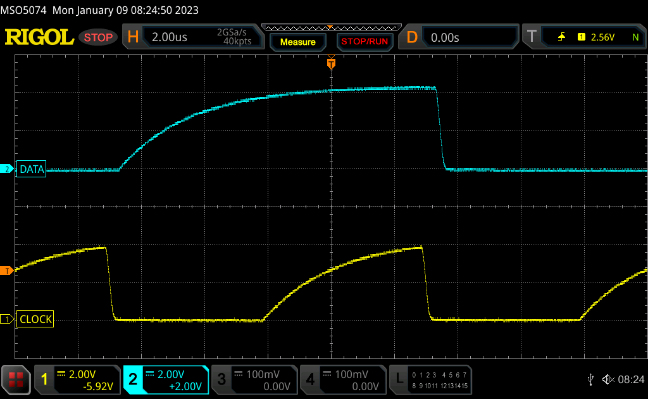 MSO5074 Mon January 09 08:24:50 2023
RIGOL STOP H 2.00us 2GSa/s 40kpts Measure STOP/RUN D 0.00s T 1 2.56V N
T
2 DATA
T
1 CLOCK
1 2.00V -5.92V 2 2.00V +2.00V 3 100mV 0.00V 4 100mV 0.00V L 0 1 2 3 4 5 6 7 8 9 10 11 12 13 14 15 08:24